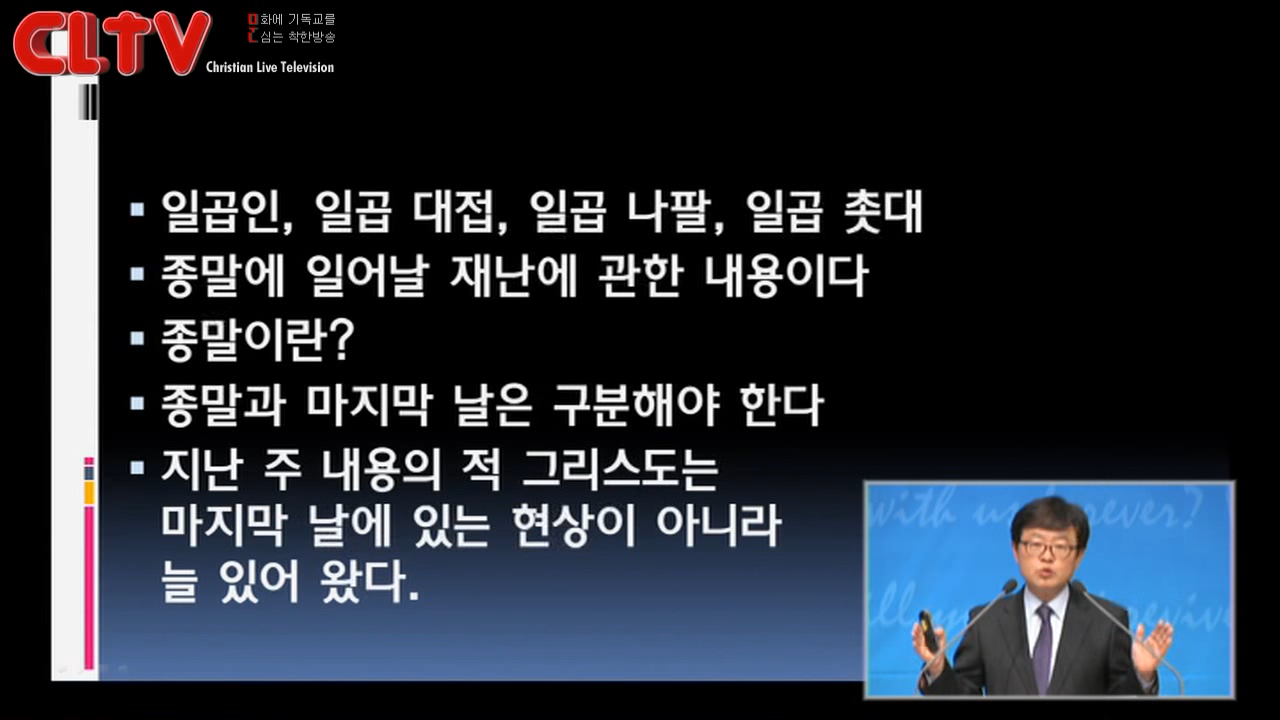 CLTV
문화에 기독교를
심는 착한방송
Christian Live Television
일곱인, 일곱 대접, 일곱 나팔, 일곱 촛대
종말에 일어날 재난에 관한 내용이다
종말이란?
종말과 마지막 날은 구분해야 한다
지난 주 내용의 적 그리스도는
마지막 날에 있는 현상이 아니라
늘 있어 왔다.
with us forever?